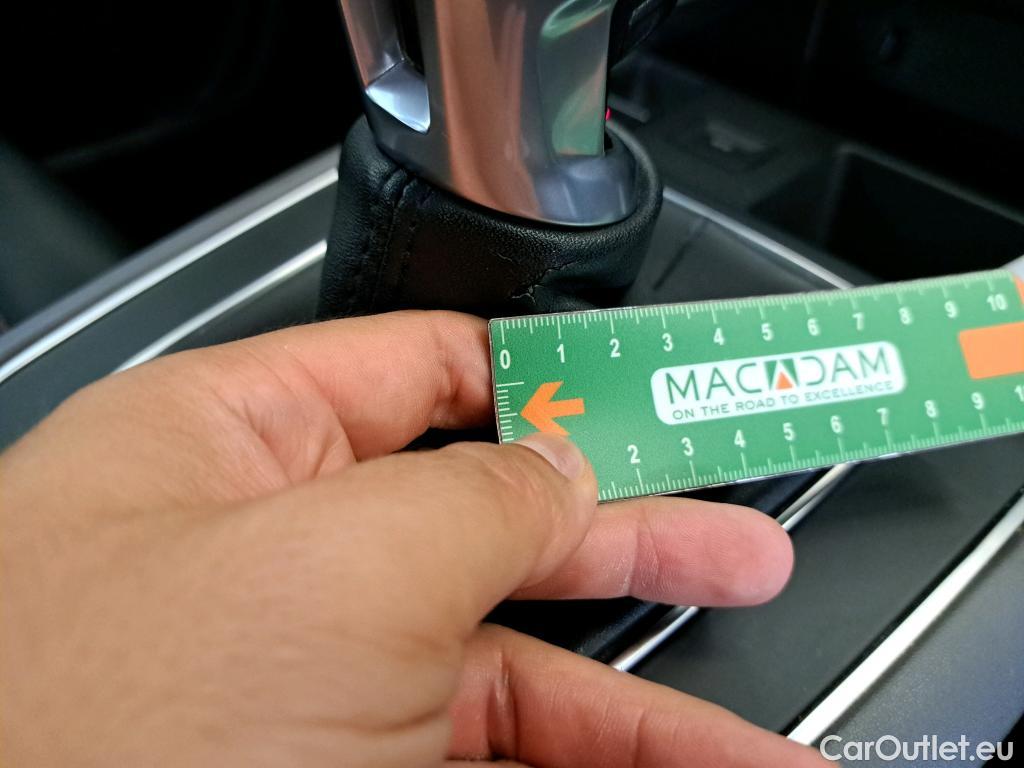 0 1 2 3 4 5 6 7 8 9 10
MACADAM
ON THE ROAD TO EXCELLENCE
2 3 4 5 6 7 8 9
CarOutlet.eu